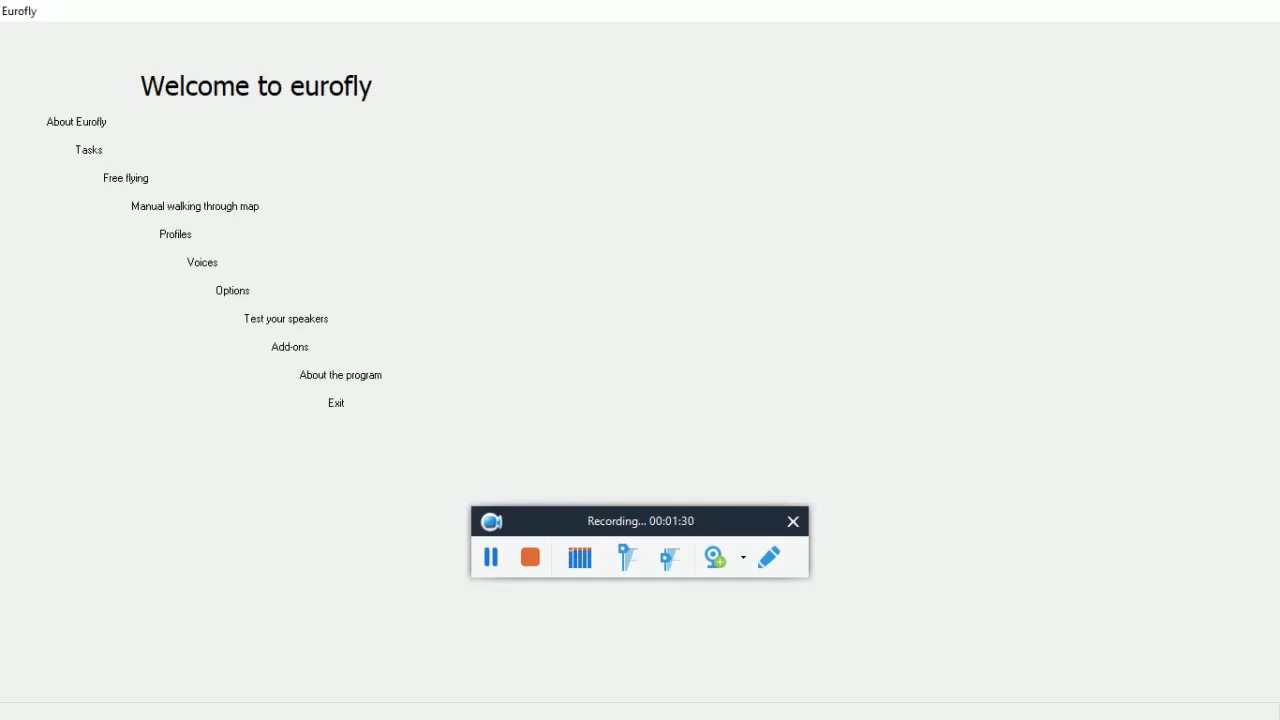 Eurofly
Welcome to eurofly
About Eurofly
Tasks
Free flying
Manual walking through map
Profiles
Voices
Options
Test your speakers
Add-ons
About the program
Exit
Recording... 00:01:30